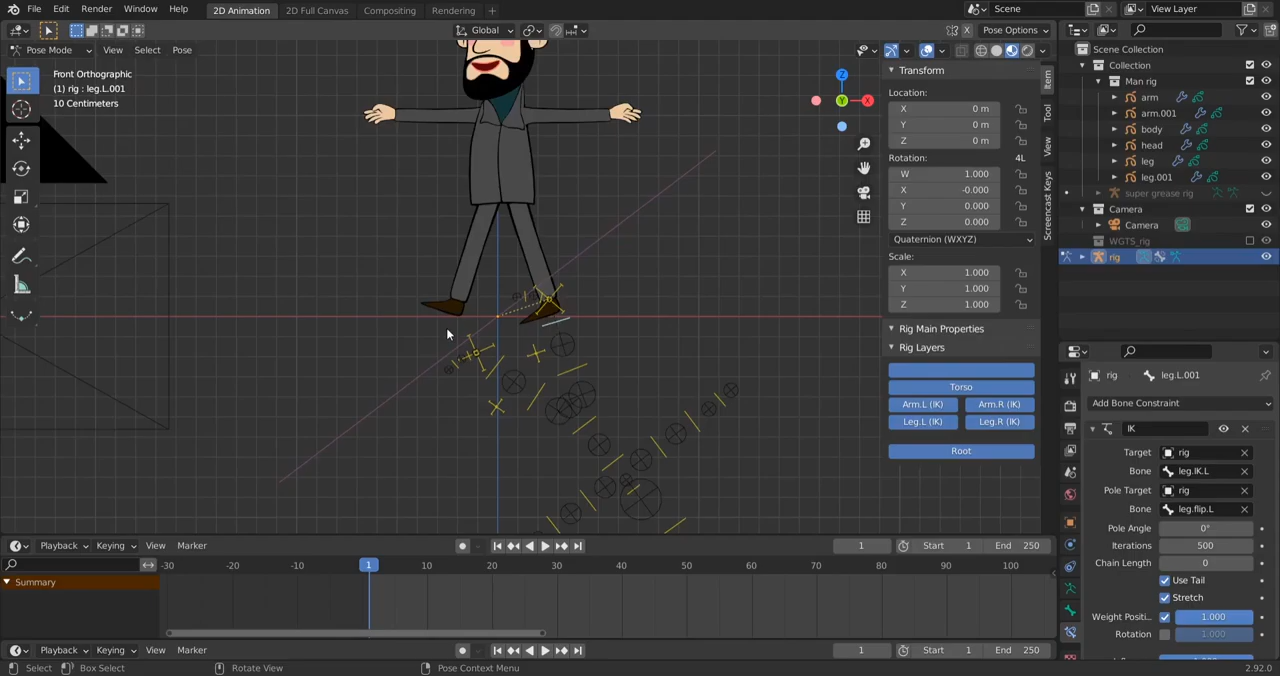 File Edit Render Window Help 2D Animation 2D Full Canvas Compositing Rendering + Scene View Layer
Global Pose Options
Pose Mode View Select Pose
Front Orthographic
(1) rig : leg.L.001
10 Centimeters
Z
X
Y
Transform
Location:
X 0 m
Y 0 m
Z 0 m
Rotation: 4L
W 1.000
X -0.000
Y 0.000
Z 0.000
Quaternion (WXYZ)
Scale:
X 1.000
Y 1.000
Z 1.000
Rig Main Properties
Rig Layers
Torso
Arm.L (IK) Arm.R (IK)
Leg.L (IK) Leg.R (IK)
Root
Item
Tool
View
Screencast Keys
Scene Collection
Collection
Man rig
arm
arm.001
body
head
leg
leg.001
super grease rig
Camera
Camera
WGTS_rig
rig
rig leg.L.001
Add Bone Constraint
IK
Target rig
Bone leg.IK.L
Pole Target rig
Bone leg.flip.L
Pole Angle 0°
Iterations 500
Chain Length 0
Use Tail
Stretch
Weight Positi.. 1.000
Rotation 1.000
Playback Keying View Marker 1 Start 1 End 250
-30 -20 -10 1 10 20 30 40 50 60 70 80 90 100
Summary
Playback Keying View Marker 1 Start 1 End 250
Select Box Select Rotate View Pose Context Menu 2.92.0